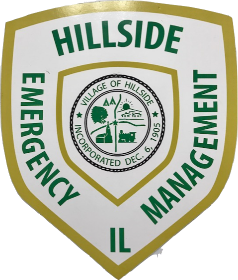 HILLSIDE
EMERGENCY
MANAGEMENT
IL
VILLAGE OF HILLSIDE
INCORPORATED DEC. 6, 1905